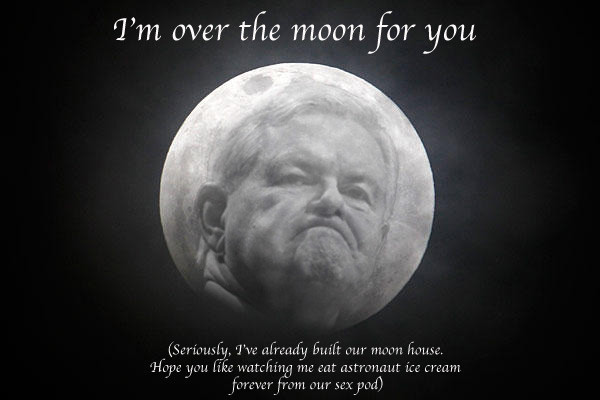 I'm over the moon for you
(Seriously, I've already built our moon house.
Hope you like watching me eat astronaut ice cream
forever from our sex pod)